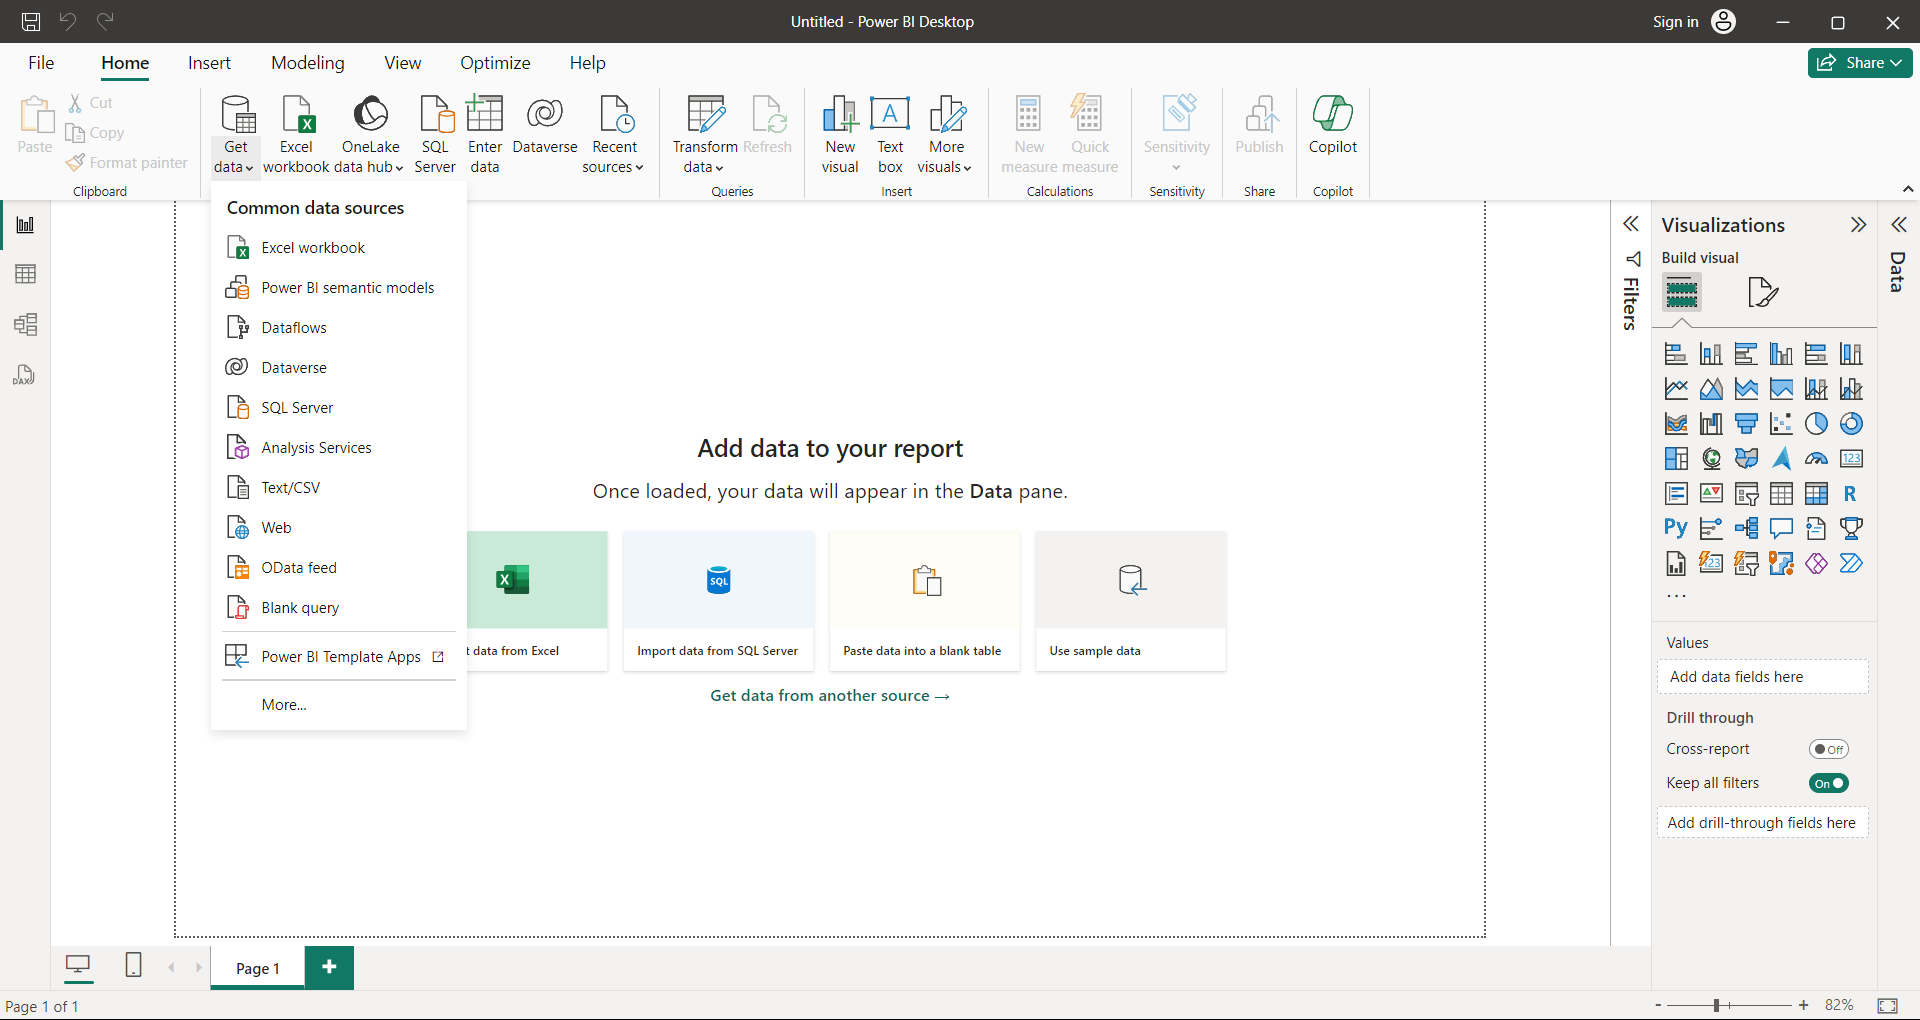 Untitled - Power BI Desktop
Sign in
File Home Insert Modeling View Optimize Help
Share
Paste
Cut
Copy
Format painter
Clipboard
Get data
Excel workbook
OneLake data hub
SQL Server
Enter data
Dataverse
Recent sources
Transform data
Refresh
Queries
New visual
A
Text box
More visuals
Insert
New measure
Quick measure
Calculations
Sensitivity
Sensitivity
Publish
Share
Copilot
Copilot
Common data sources
Excel workbook
Power BI semantic models
Dataflows
Dataverse
SQL Server
Analysis Services
Text/CSV
Web
OData feed
Blank query
Power BI Template Apps
More...
DAX
Add data to your report
Once loaded, your data will appear in the Data pane.
SQL
t data from Excel
Import data from SQL Server
Paste data into a blank table
Use sample data
Get data from another source →
Filters
Visualizations
Build visual
123
R
Py
123
...
Values
Add data fields here
Drill through
Cross-report
Off
Keep all filters
On
Add drill-through fields here
Data
Page 1
+
Page 1 of 1
- + 82%